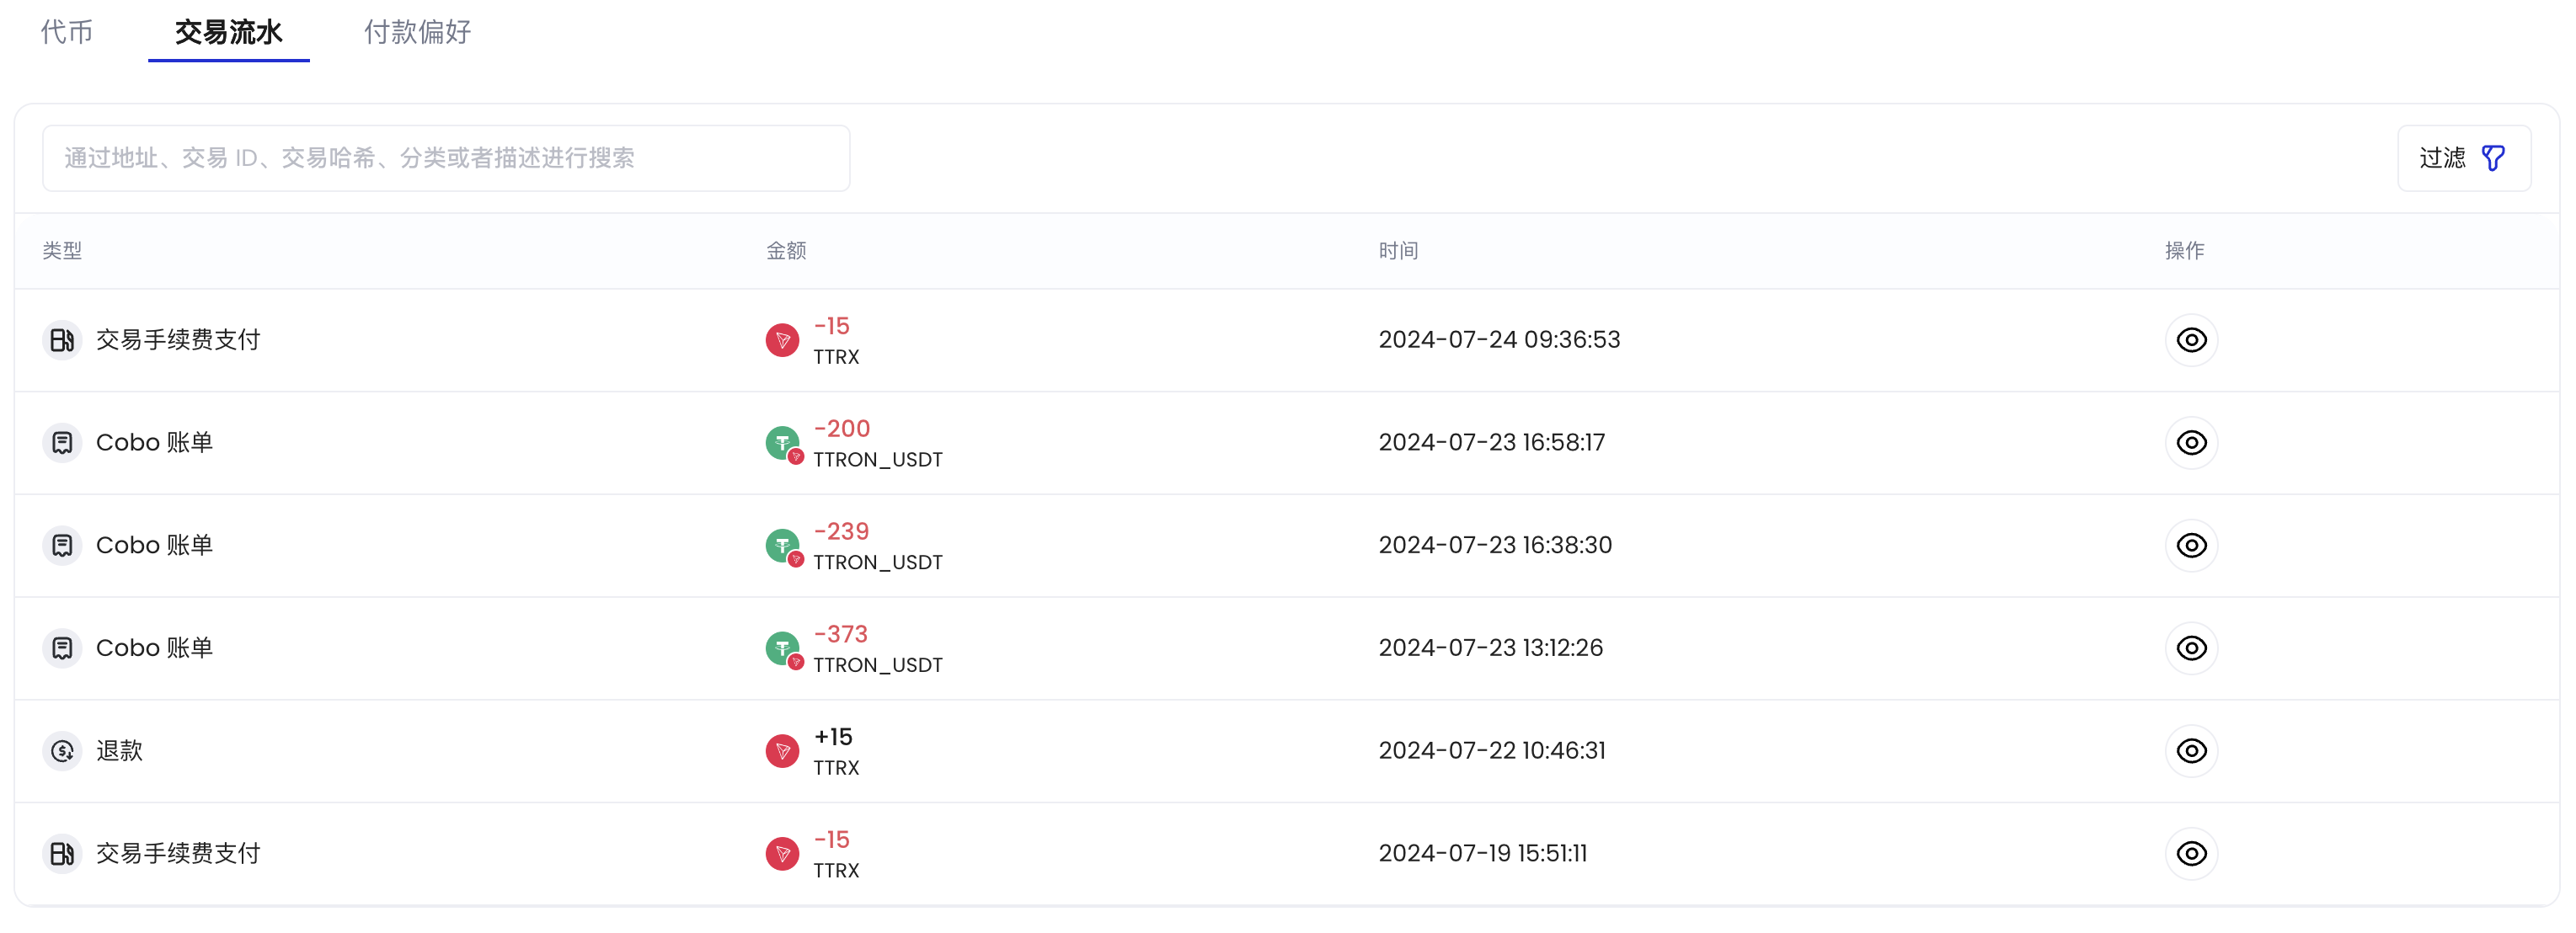 代币 交易流水 付款偏好
通过地址、交易 ID、交易哈希、分类或者描述进行搜索 过滤
类型 金额 时间 操作
交易手续费支付 -15 TTRX 2024-07-24 09:36:53
Cobo 账单 -200 TTRON_USDT 2024-07-23 16:58:17
Cobo 账单 -239 TTRON_USDT 2024-07-23 16:38:30
Cobo 账单 -373 TTRON_USDT 2024-07-23 13:12:26
退款 +15 TTRX 2024-07-22 10:46:31
交易手续费支付 -15 TTRX 2024-07-19 15:51:11